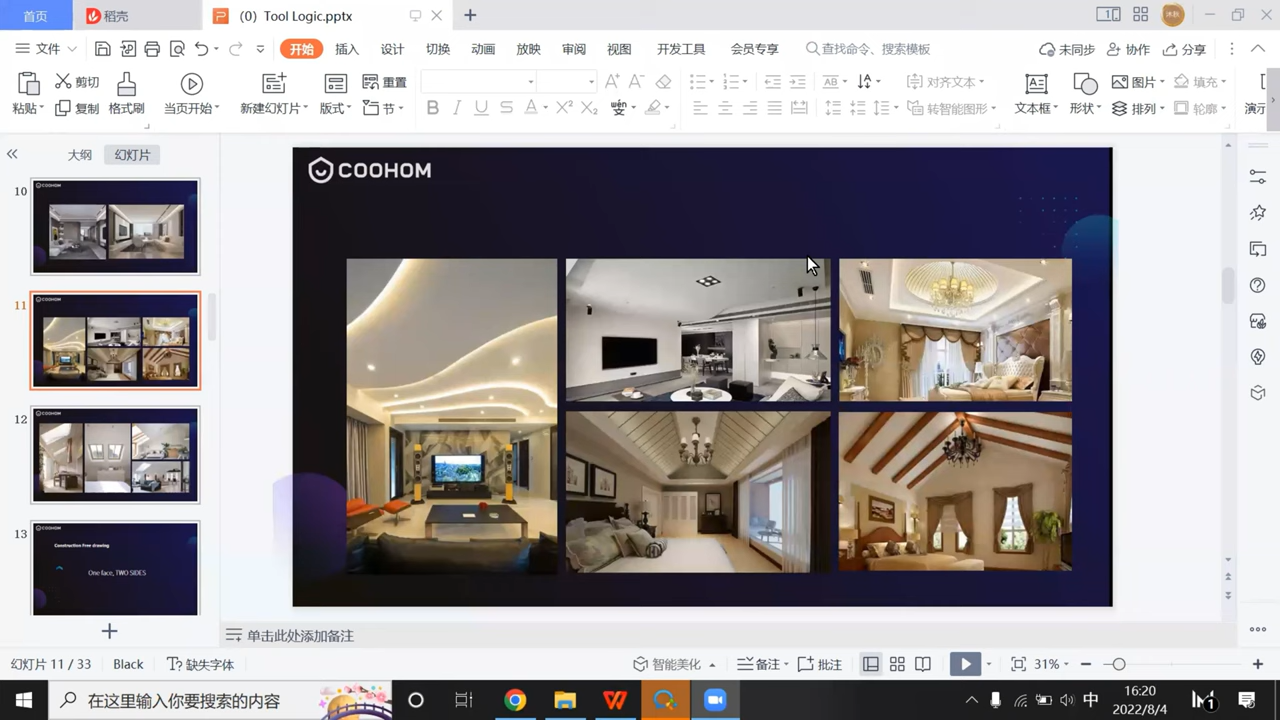 首页
稻壳
（0）Tool Logic.pptx
文件
开始
插入
设计
切换
动画
放映
审阅
视图
开发工具
会员专享
查找命令、搜索模板
未同步
协作
分享
粘贴
剪切
复制
格式刷
当页开始
新建幻灯片
版式
重置
节
对齐文本
转智能图形
文本框
形状
图片
排列
填充
轮廓
演示
大纲
幻灯片
10
11
12
13
Construction Free drawing
One face, TWO SIDES
COOHOM
单击此处添加备注
幻灯片 11 / 33
Black
缺失字体
智能美化
备注
批注
31%
在这里输入你要搜索的内容
中
16:20
2022/8/4